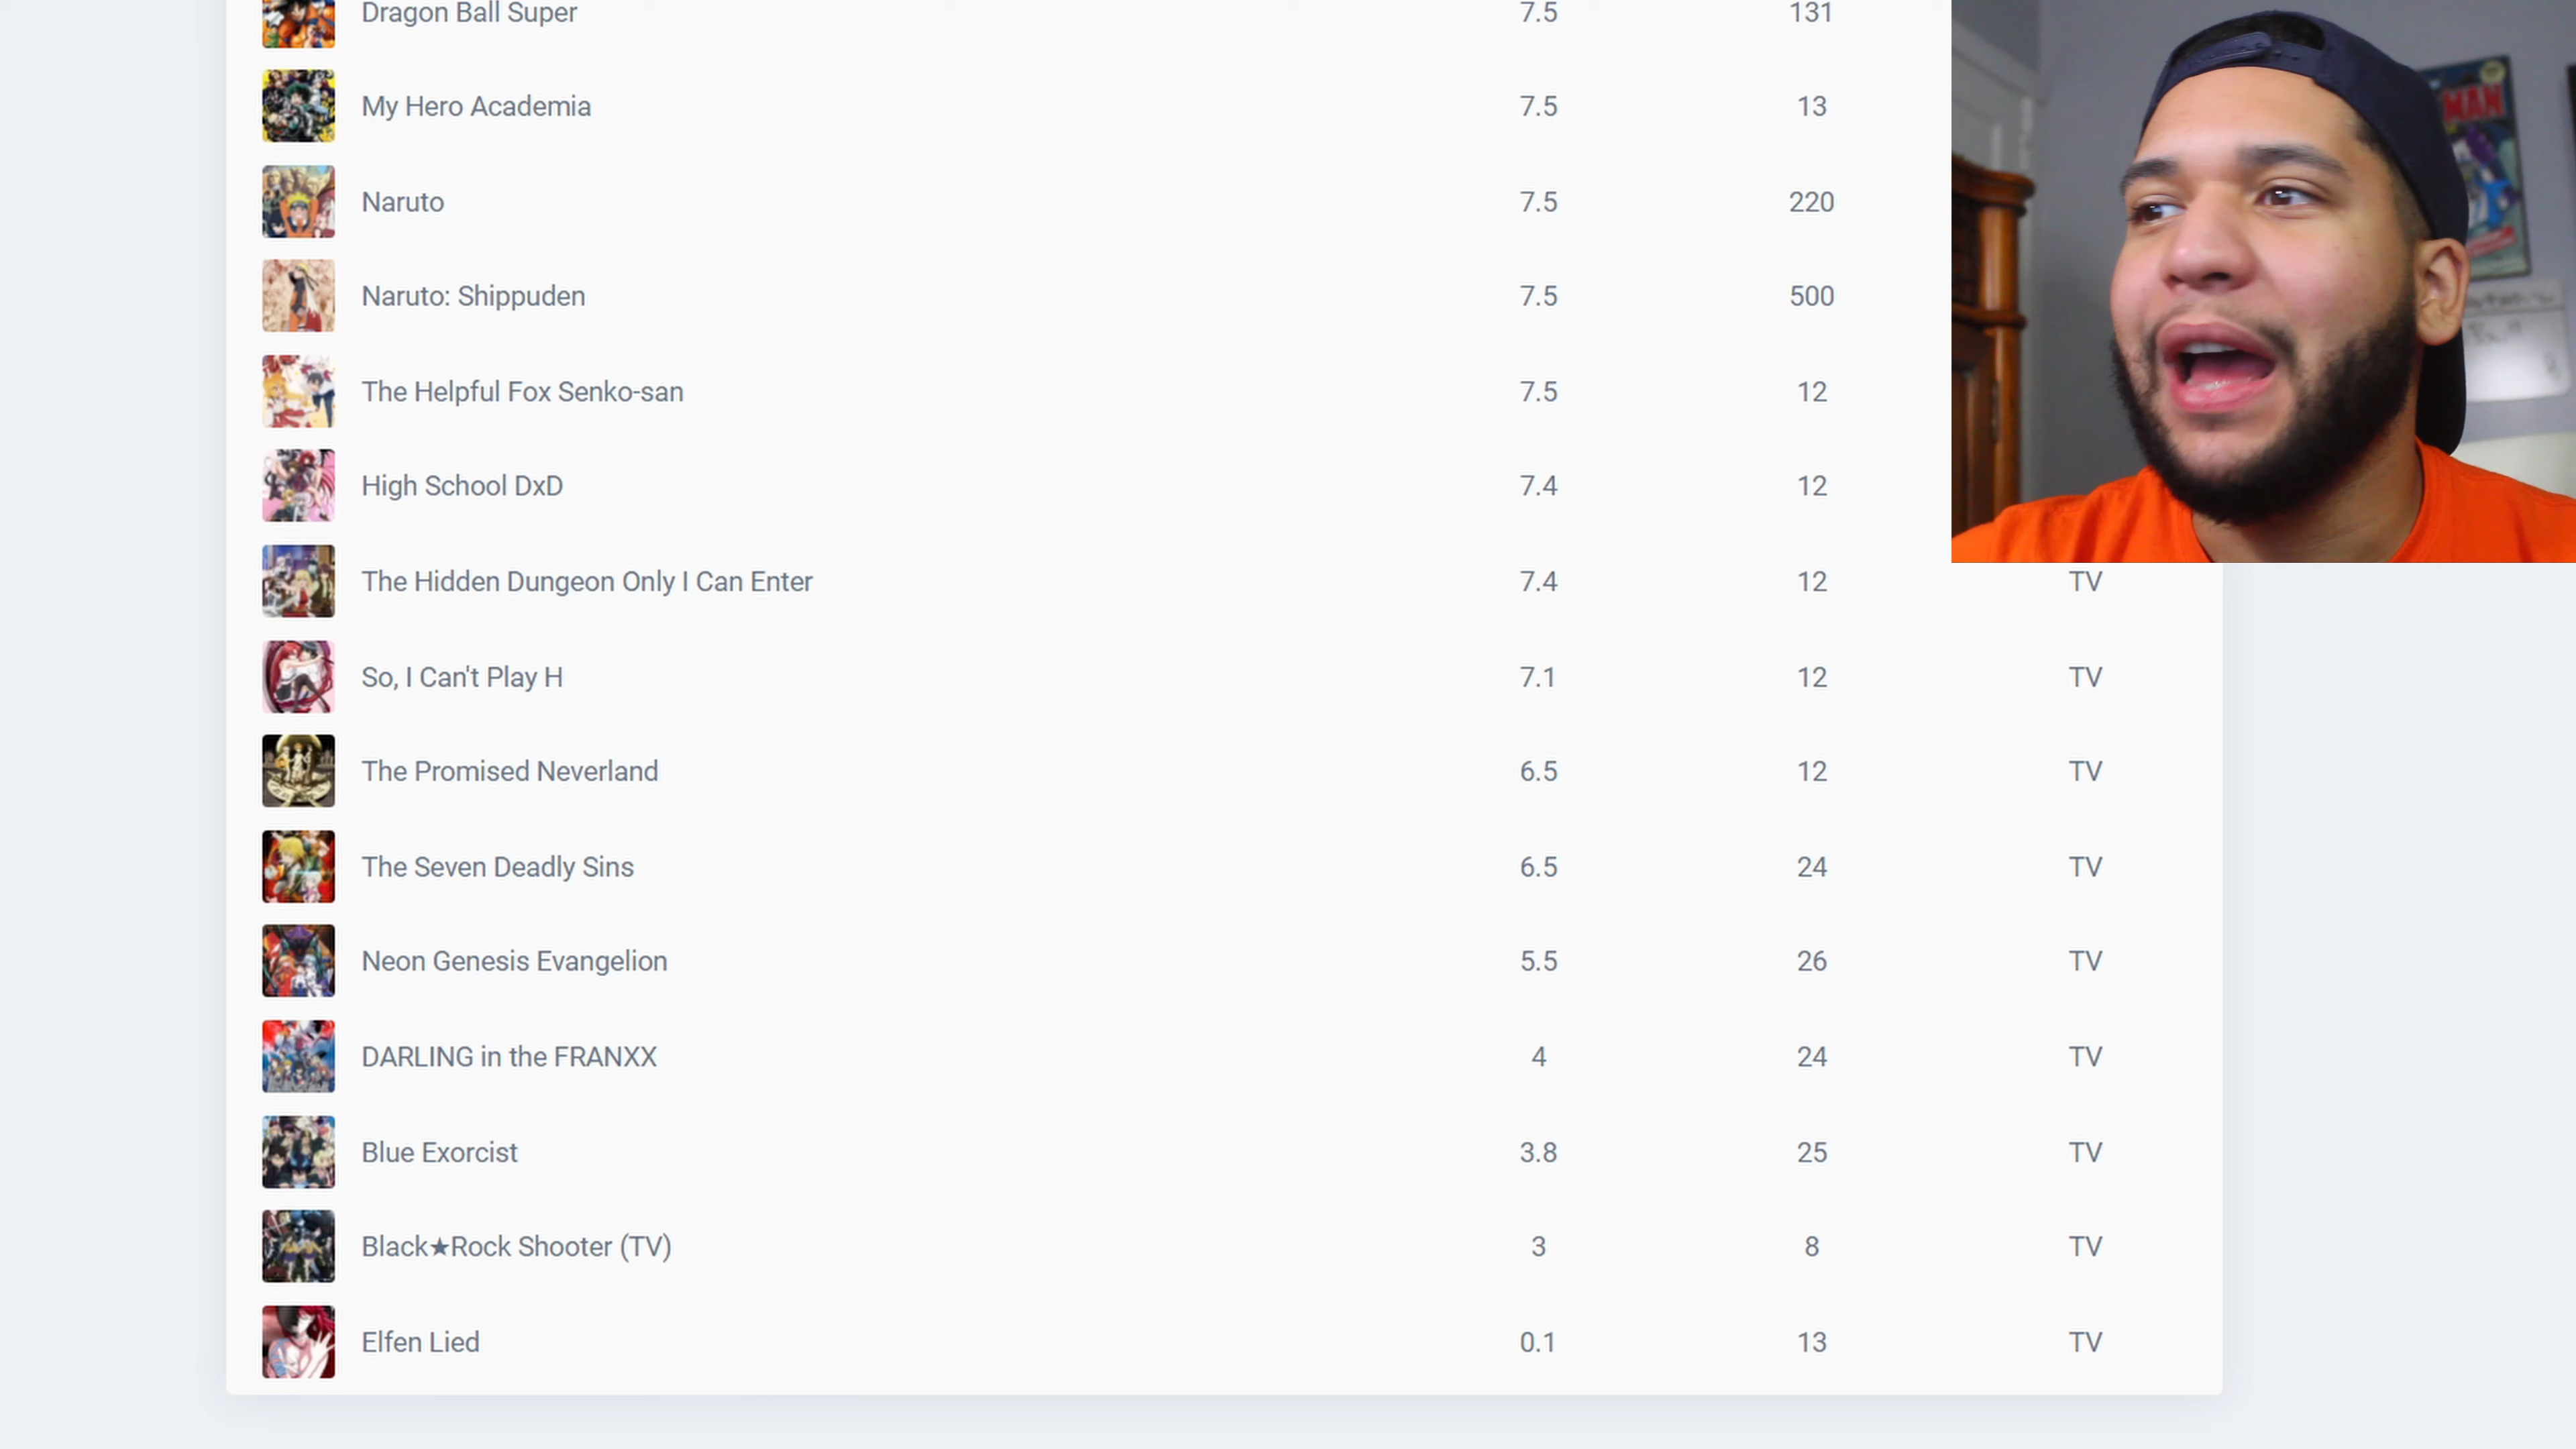 Dragon Ball Super 7.5 131
My Hero Academia 7.5 13
Naruto 7.5 220
Naruto: Shippuden 7.5 500
The Helpful Fox Senko-san 7.5 12
High School DxD 7.4 12
The Hidden Dungeon Only I Can Enter 7.4 12 TV
So, I Can't Play H 7.1 12 TV
The Promised Neverland 6.5 12 TV
The Seven Deadly Sins 6.5 24 TV
Neon Genesis Evangelion 5.5 26 TV
DARLING in the FRANXX 4 24 TV
Blue Exorcist 3.8 25 TV
Black★Rock Shooter (TV) 3 8 TV
Elfen Lied 0.1 13 TV
MAN